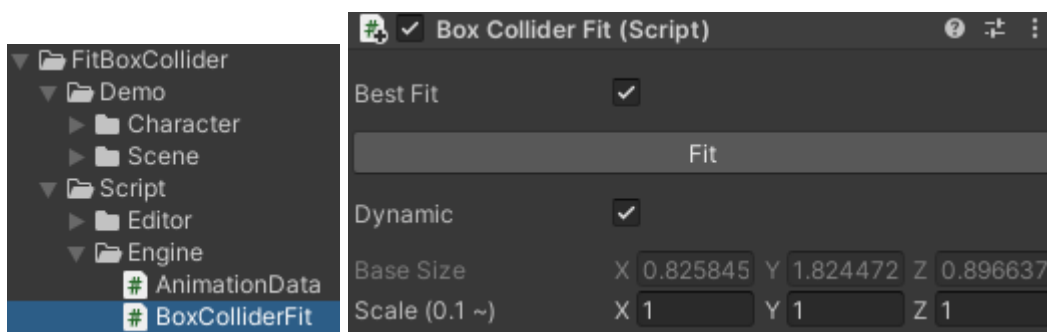 FitBoxCollider
Demo
Character
Scene
Script
Editor
Engine
# AnimationData
# BoxColliderFit
# Box Collider Fit (Script)
Best Fit
Fit
Dynamic
Base Size X 0.825845 Y 1.824472 Z 0.896637
Scale (0.1 ~) X 1 Y 1 Z 1